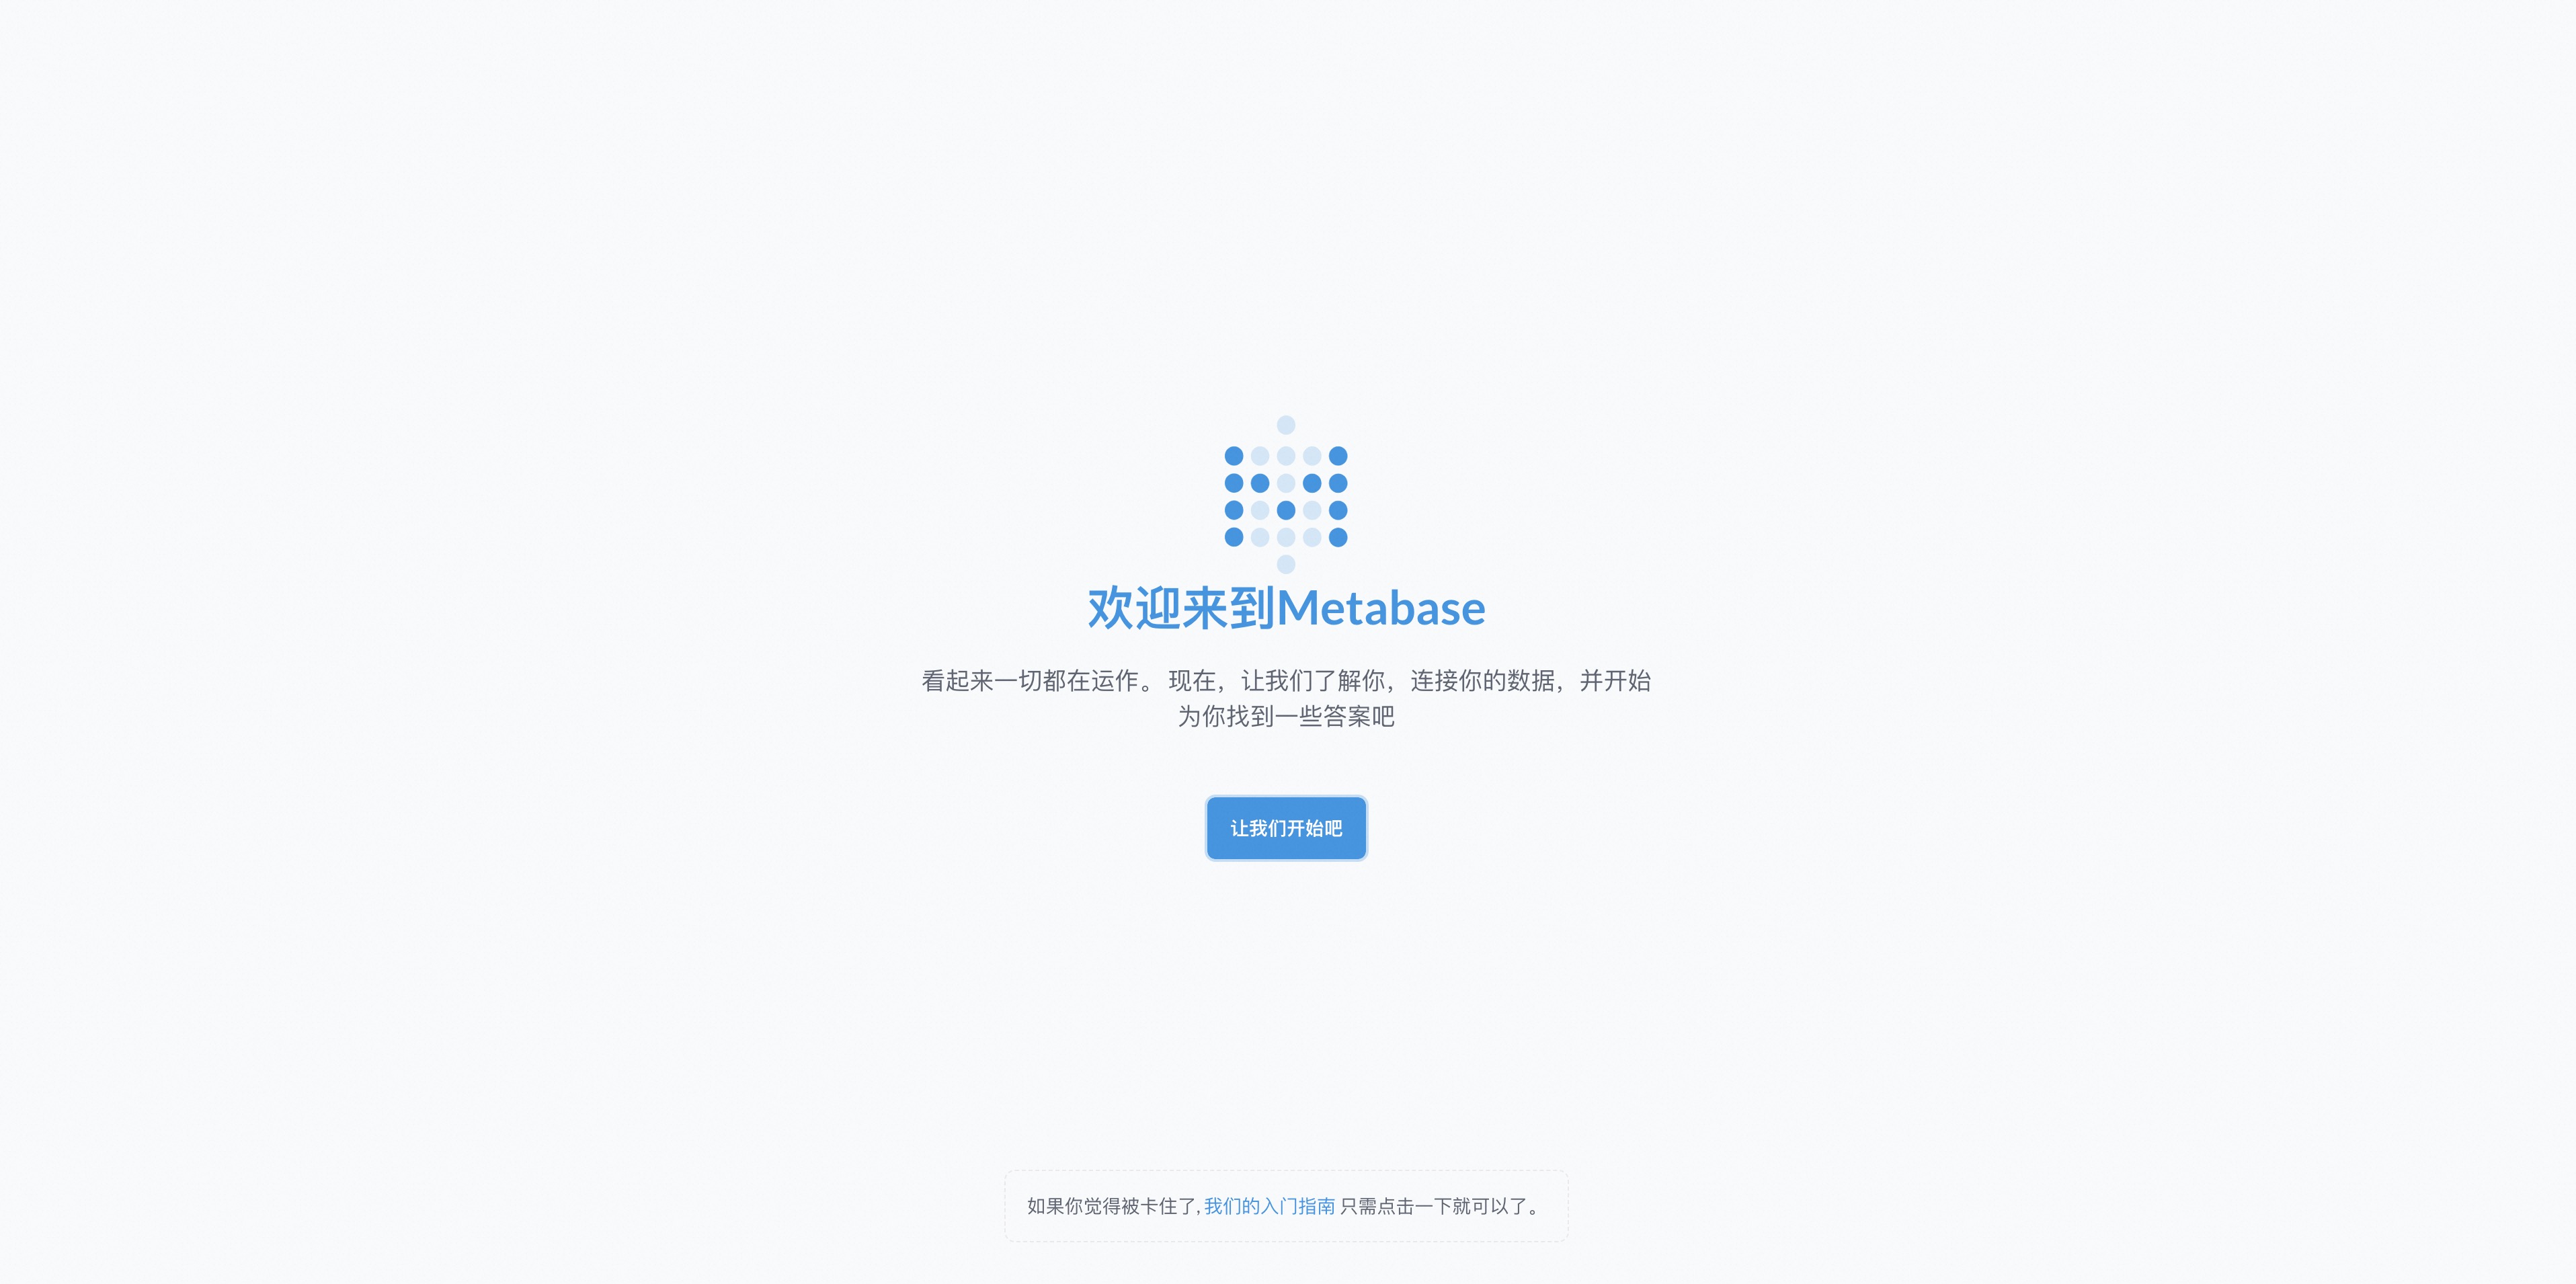 欢迎来到Metabase
看起来一切都在运作。 现在，让我们了解你，连接你的数据，并开始
为你找到一些答案吧
让我们开始吧
如果你觉得被卡住了, 我们的入门指南 只需点击一下就可以了。